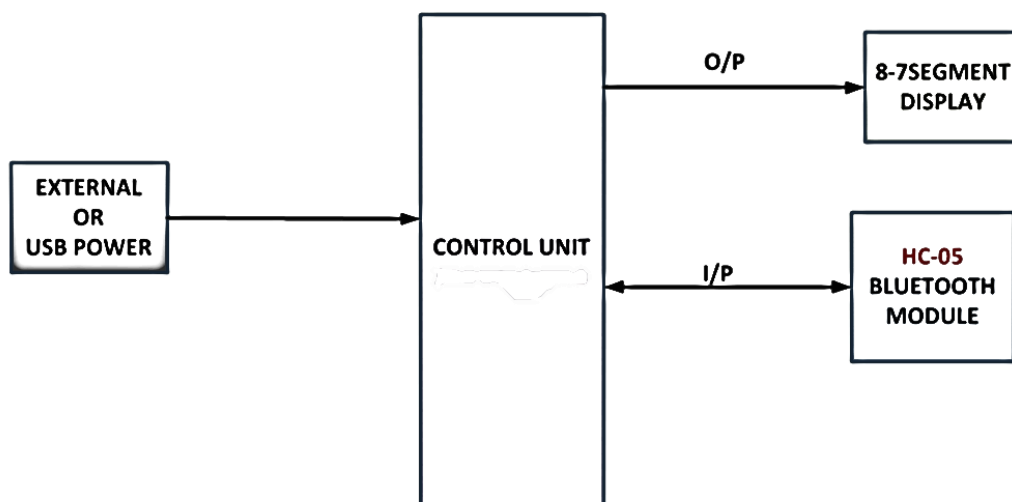 EXTERNAL
OR
USB POWER
CONTROL UNIT
O/P
8-7SEGMENT
DISPLAY
I/P
HC-05
BLUETOOTH
MODULE